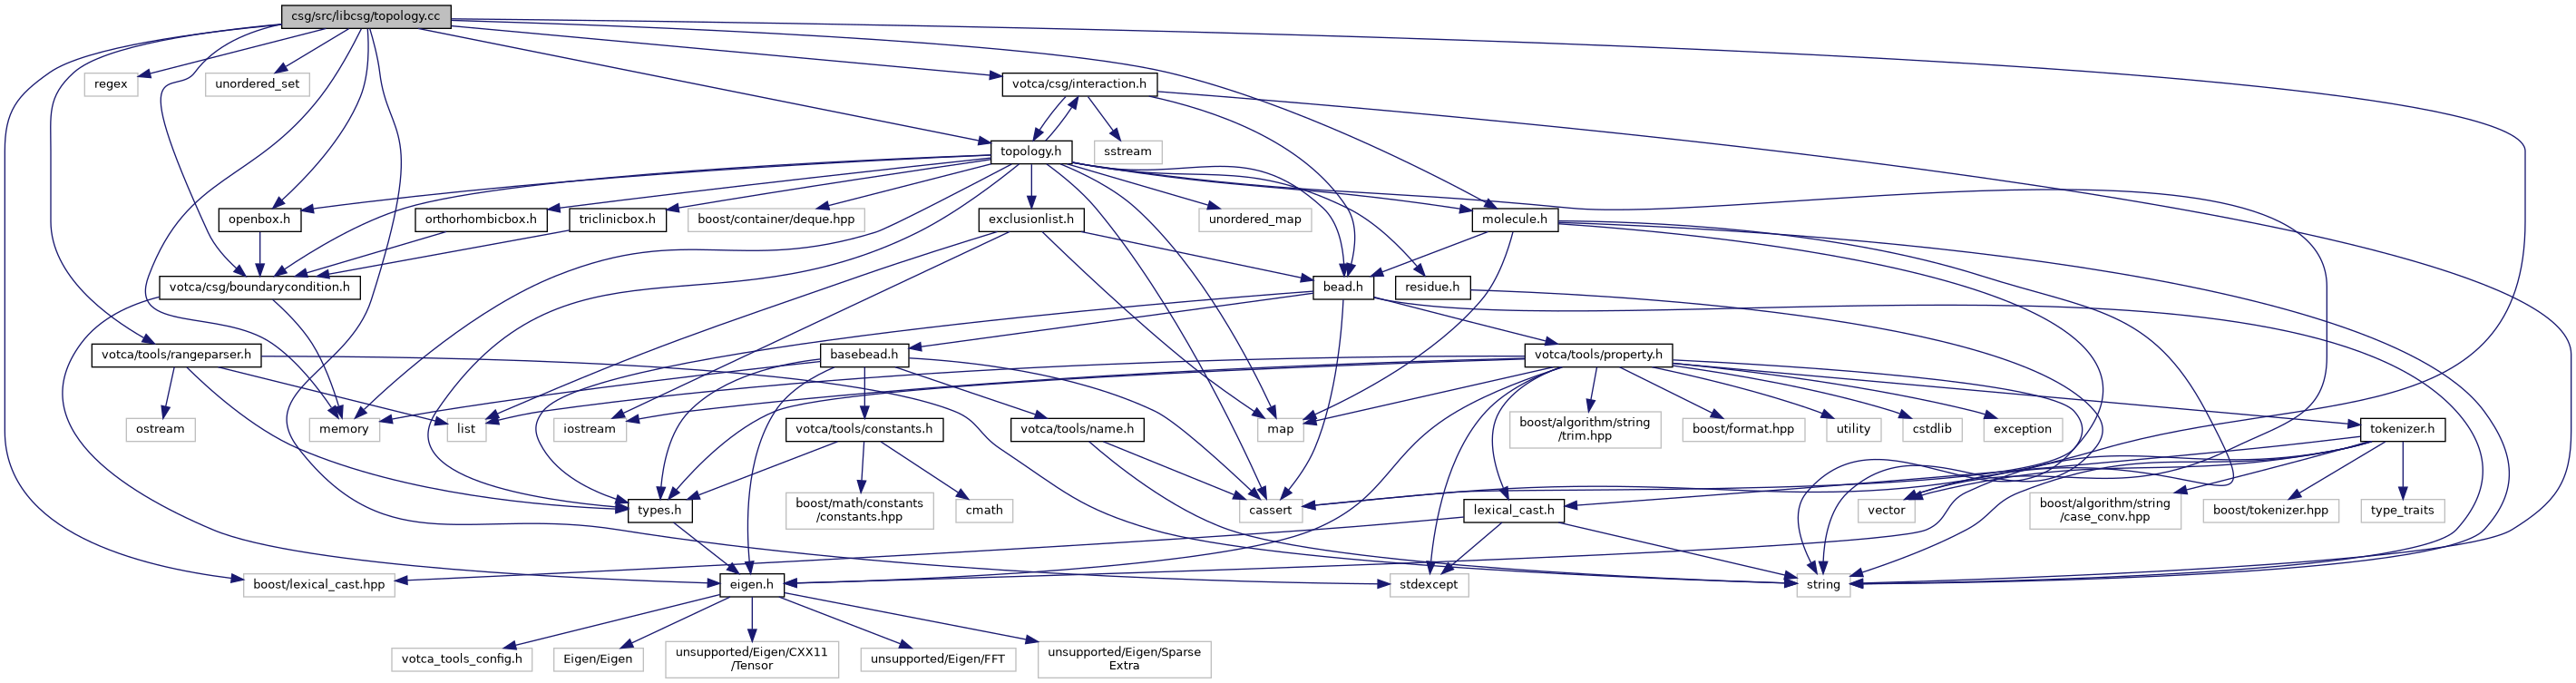 csg/src/libcsg/topology.cc
regex
unordered_set
votca/csg/interaction.h
topology.h
sstream
openbox.h
orthorhombicbox.h
triclinicbox.h
boost/container/deque.hpp
exclusionlist.h
unordered_map
molecule.h
votca/csg/boundarycondition.h
bead.h
residue.h
votca/tools/rangeparser.h
basebead.h
votca/tools/property.h
ostream
memory
list
iostream
votca/tools/constants.h
votca/tools/name.h
map
boost/algorithm/string
/trim.hpp
boost/format.hpp
utility
cstdlib
exception
tokenizer.h
types.h
boost/math/constants
/constants.hpp
cmath
cassert
lexical_cast.h
vector
boost/algorithm/string
/case_conv.hpp
boost/tokenizer.hpp
type_traits
boost/lexical_cast.hpp
eigen.h
stdexcept
string
votca_tools_config.h
Eigen/Eigen
unsupported/Eigen/CXX11
/Tensor
unsupported/Eigen/FFT
unsupported/Eigen/Sparse
Extra